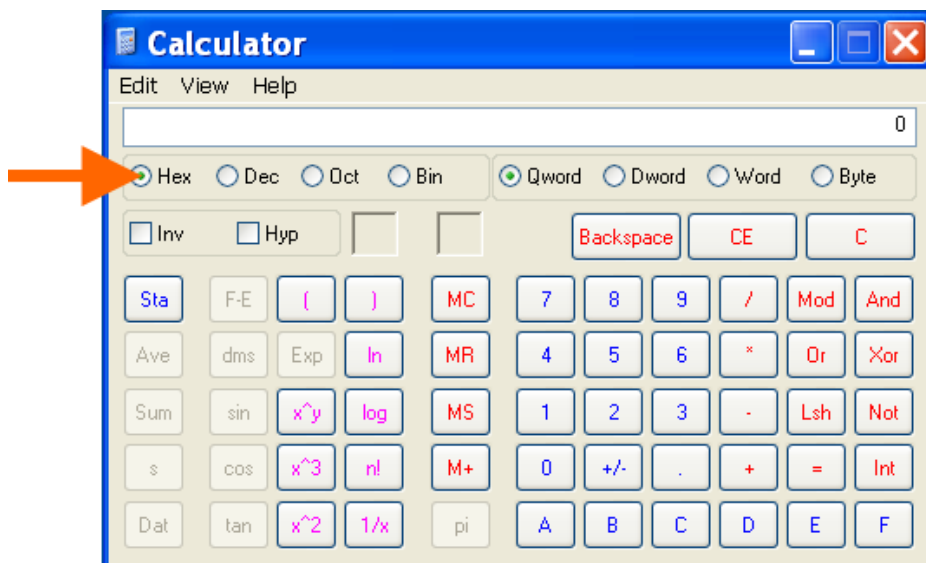 Calculator
Edit View Help
0
Hex Dec Oct Bin Qword Dword Word Byte
Inv Hyp Backspace CE C
Sta F-E ( ) MC 7 8 9 / Mod And
Ave dms Exp ln MR 4 5 6 * Or Xor
Sum sin x^y log MS 1 2 3 - Lsh Not
s cos x^3 n! M+ 0 +/- . + = Int
Dat tan x^2 1/x pi A B C D E F